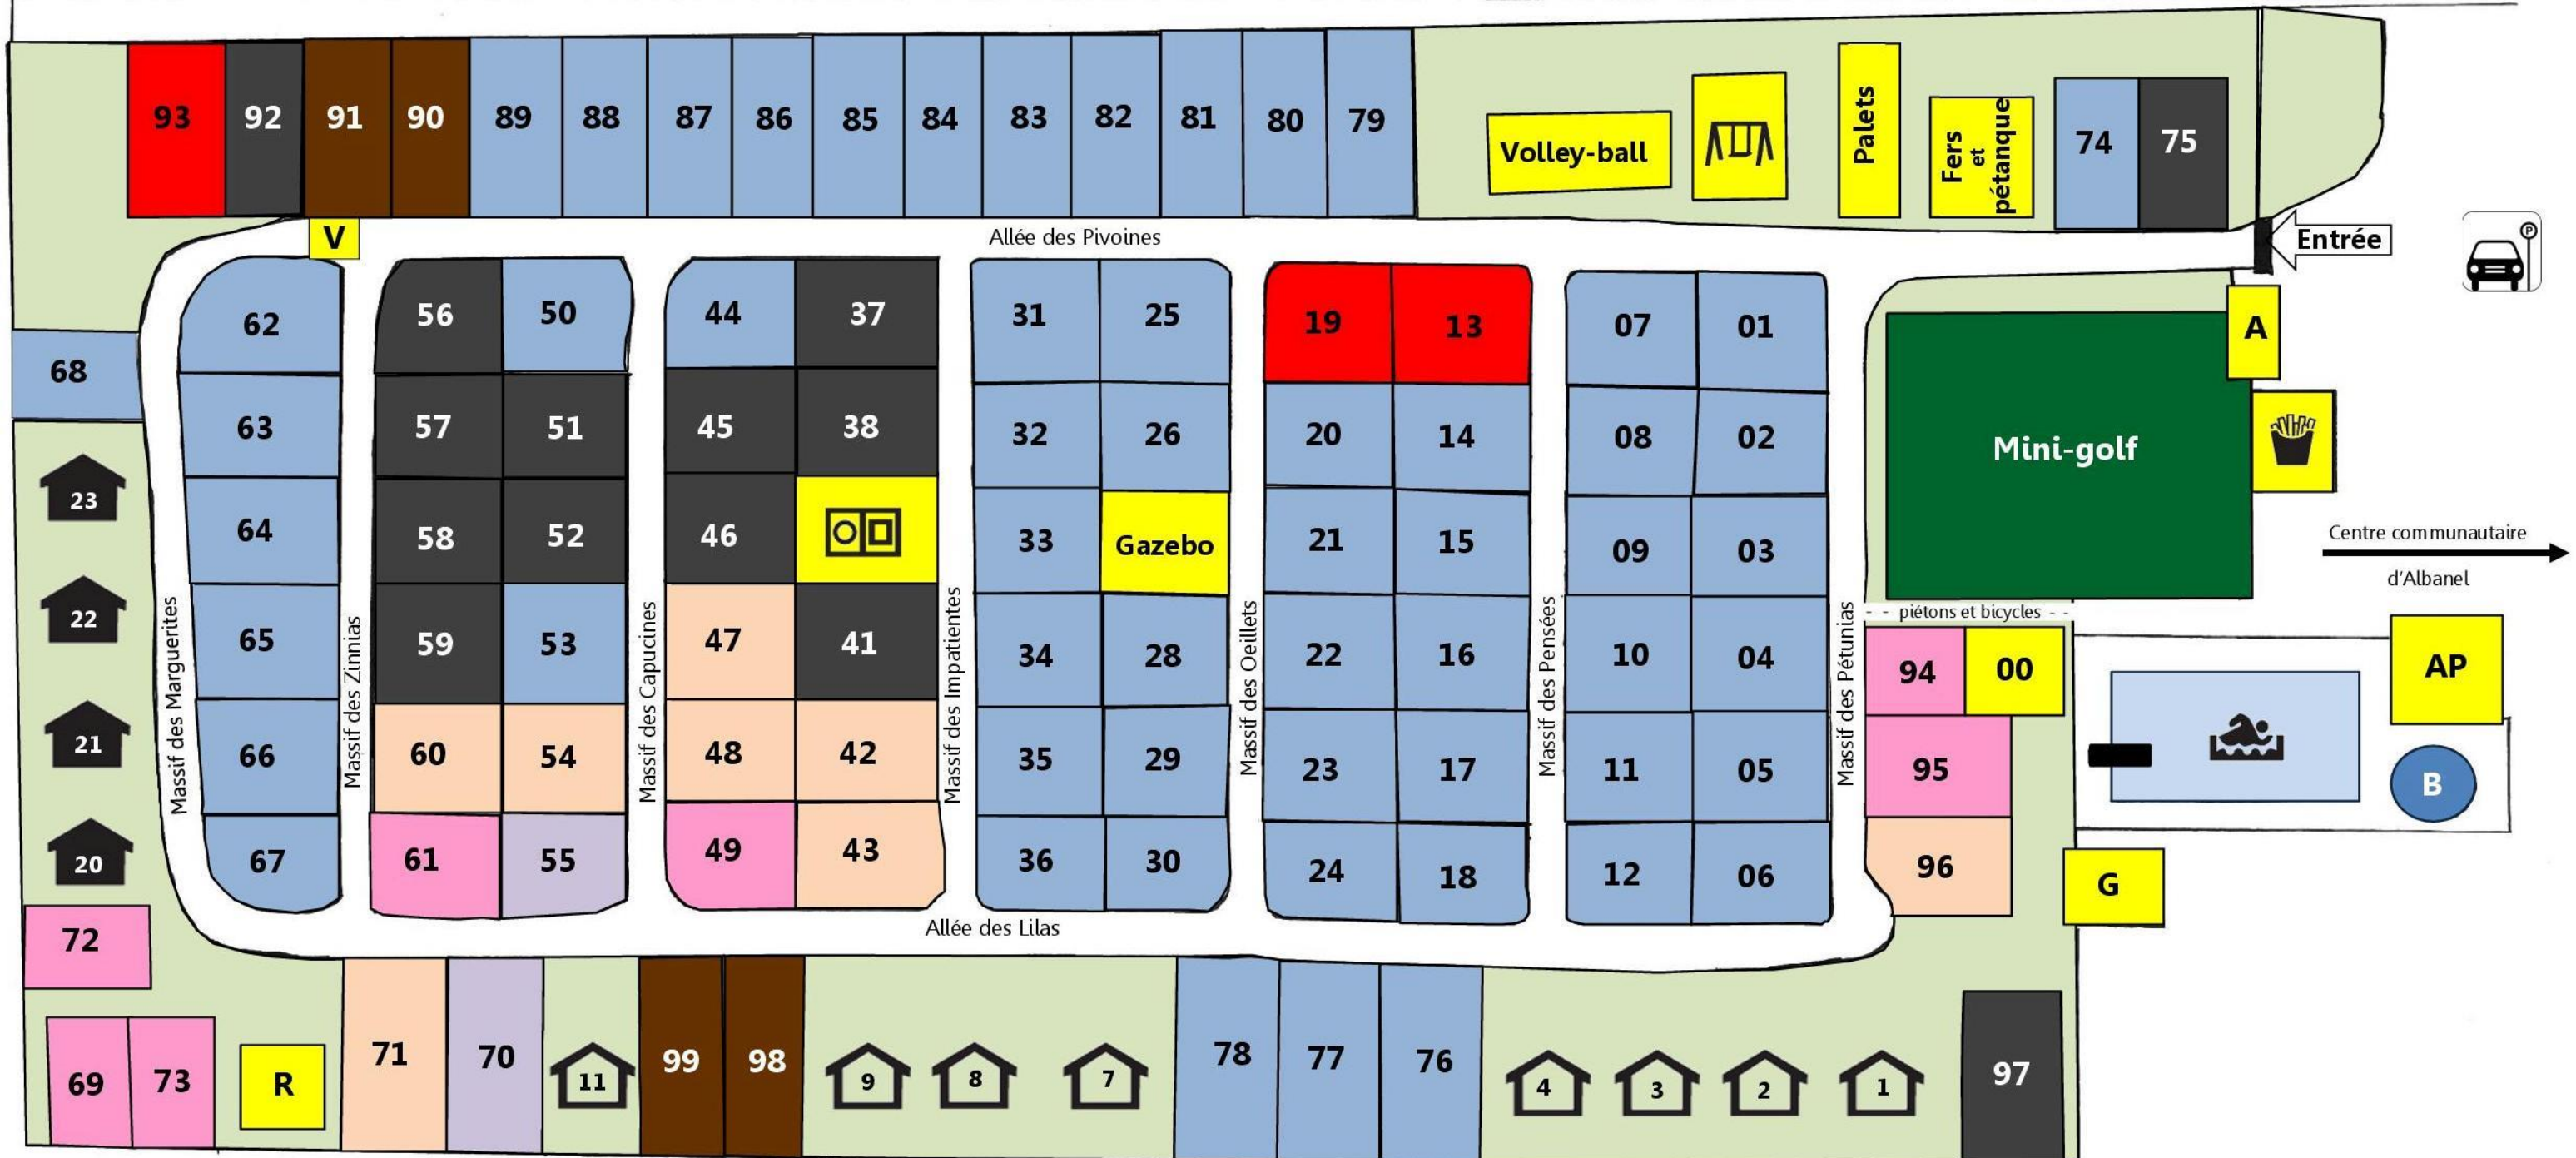 93 92 91 90 89 88 87 86 85 84 83 82 81 80 79
Volley-ball
Palets
Fers
et
pétanque
74 75
P
V
Allée des Pivoines
Entrée
62 56 50 44 37 31 25 19 13 07 01
A
68
63 57 51 45 38 32 26 20 14 08 02
Mini-golf
23
64 58 52 46 33 Gazebo 21 15 09 03
Centre communautaire
d'Albanel
22
65 59 53 47 41 34 28 22 16 10 04
piétons et bicycles
94 00
AP
21
66 60 54 48 42 35 29 23 17 11 05
95
B
20
67 61 55 49 43 36 30 24 18 12 06
96
G
Massif des Marguerites
Massif des Zinnias
Massif des Capucines
Massif des Impatientes
Massif des Oeillets
Massif des Pensées
Massif des Pétunias
Allée des Lilas
72
69 73 R 71 70 11 99 98 9 8 7 78 77 76 4 3 2 1 97